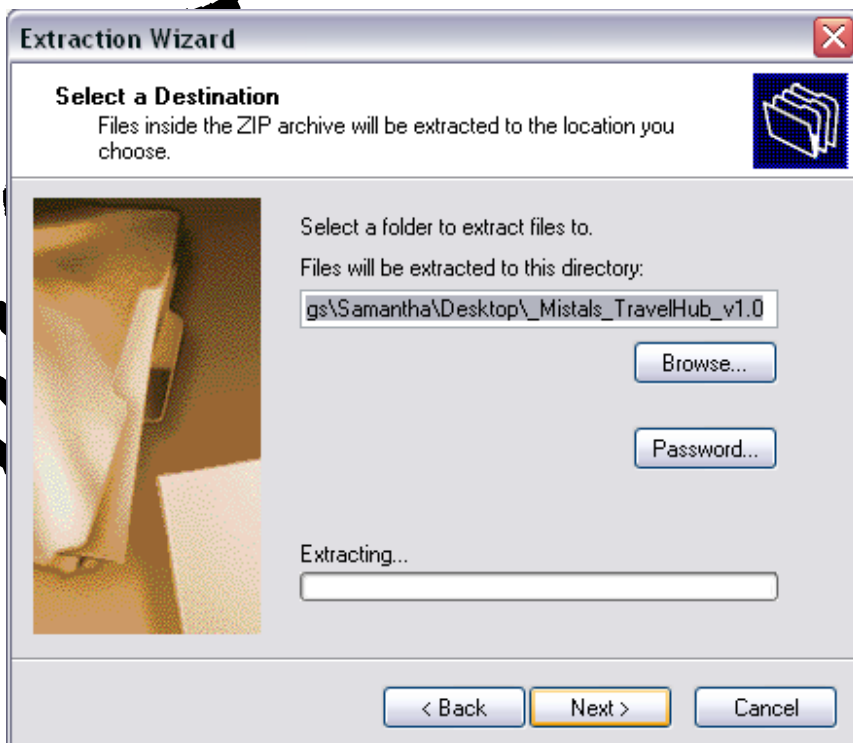 Extraction Wizard
Select a Destination
Files inside the ZIP archive will be extracted to the location you
choose.
Select a folder to extract files to.
Files will be extracted to this directory:
gs\Samantha\Desktop\_Mistals_TravelHub_v1.0
Browse...
Password...
Extracting...
< Back
Next >
Cancel